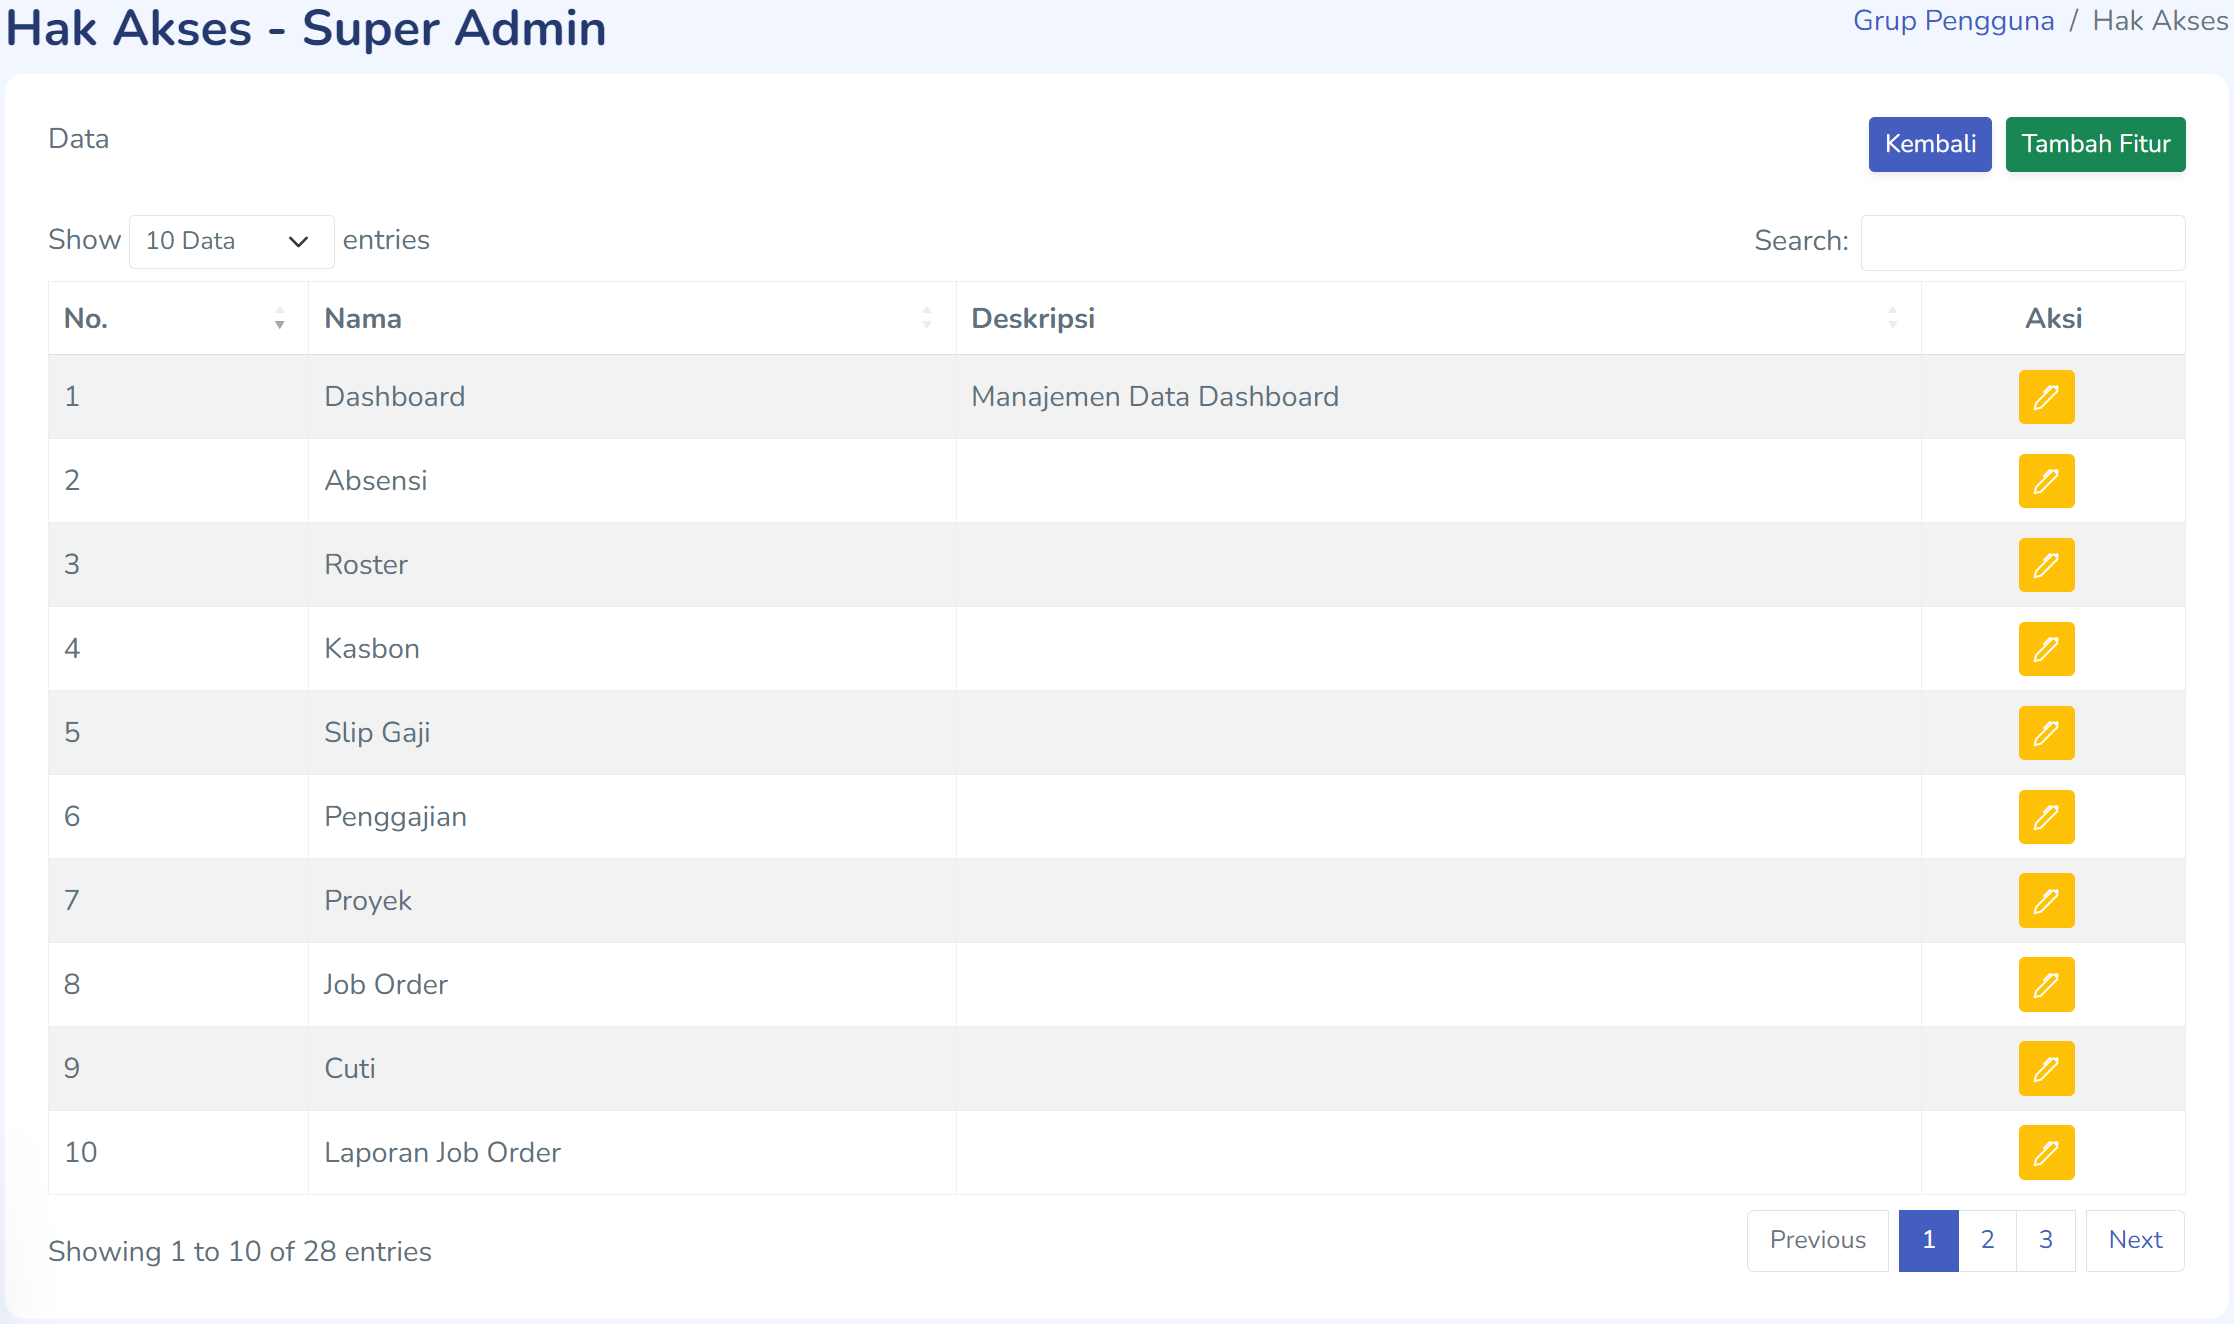 Hak Akses - Super Admin
Grup Pengguna / Hak Akses
Data
Kembali
Tambah Fitur
Show 10 Data entries
Search:
No. Nama Deskripsi Aksi
1 Dashboard Manajemen Data Dashboard
2 Absensi
3 Roster
4 Kasbon
5 Slip Gaji
6 Penggajian
7 Proyek
8 Job Order
9 Cuti
10 Laporan Job Order
Showing 1 to 10 of 28 entries
Previous 1 2 3 Next